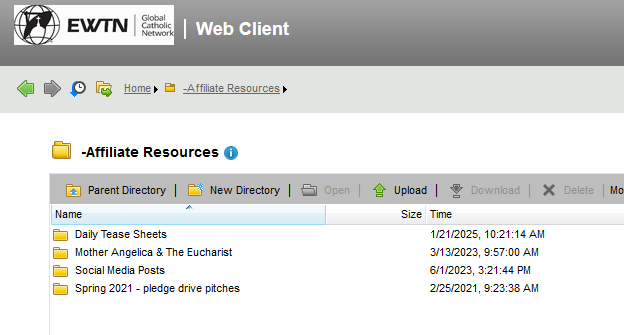 EWTN Global Catholic Network | Web Client
Home -Affiliate Resources
-Affiliate Resources
Parent Directory | New Directory | Open | Upload | Download | Delete | Mo
Name Size Time
Daily Tease Sheets 1/21/2025, 10:21:14 AM
Mother Angelica & The Eucharist 3/13/2023, 9:57:00 AM
Social Media Posts 6/1/2023, 3:21:44 PM
Spring 2021 - pledge drive pitches 2/25/2021, 9:23:38 AM